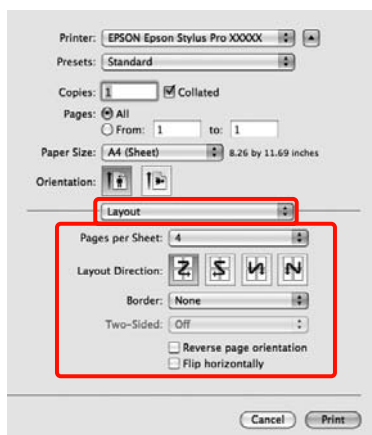 Printer: EPSON Epson Stylus Pro XXXXX
Presets: Standard
Copies: 1 Collated
Pages: All
From: 1 to: 1
Paper Size: A4 (Sheet) 8.26 by 11.69 inches
Orientation:
Layout
Pages per Sheet: 4
Layout Direction:
Border: None
Two-Sided: Off
Reverse page orientation
Flip horizontally
Cancel Print